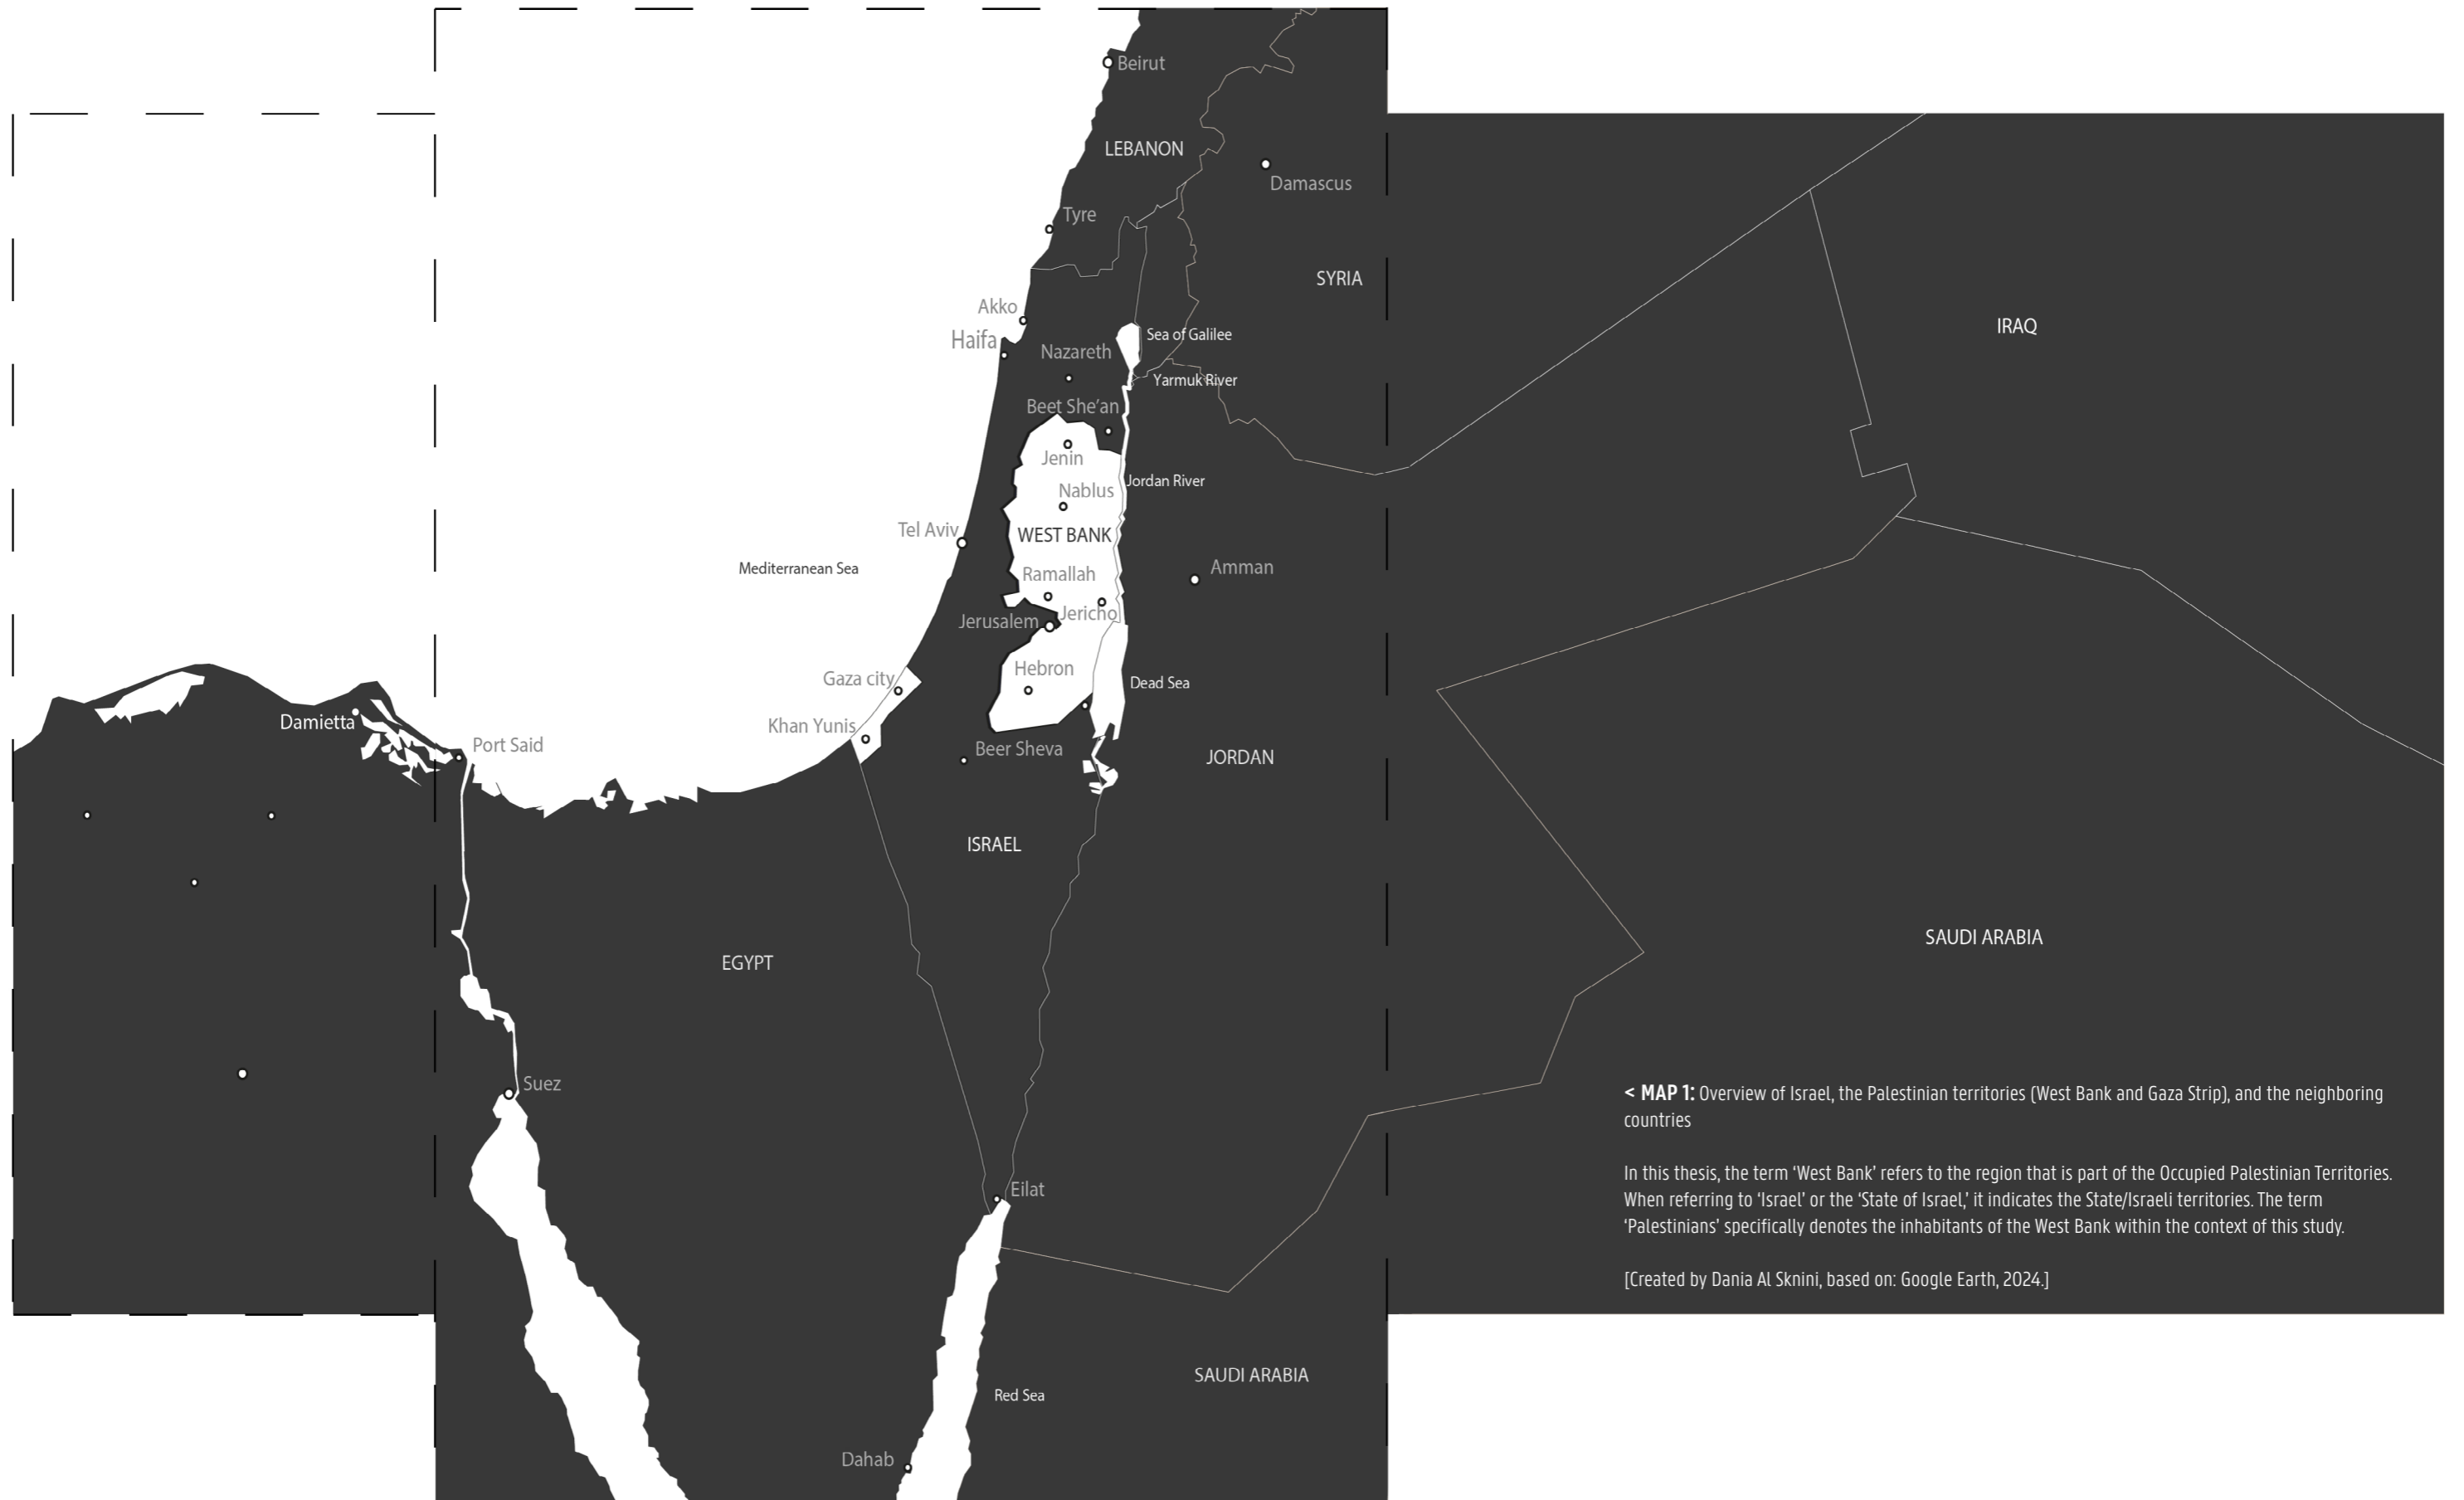 Beirut
LEBANON
Damascus
Tyre
SYRIA
Akko
IRAQ
Sea of Galilee
Haifa
Nazareth
Yarmuk River
Beet She’an
Jenin
Jordan River
Nablus
Tel Aviv
WEST BANK
Mediterranean Sea
Amman
Ramallah
Jericho
Jerusalem
Hebron
Gaza city
Dead Sea
Damietta
Khan Yunis
Port Said
Beer Sheva
JORDAN
ISRAEL
SAUDI ARABIA
EGYPT
Suez
< MAP 1: Overview of Israel, the Palestinian territories (West Bank and Gaza Strip), and the neighboring
countries
In this thesis, the term ‘West Bank’ refers to the region that is part of the Occupied Palestinian Territories.
When referring to ‘Israel’ or the ‘State of Israel,’ it indicates the State/Israeli territories. The term
‘Palestinians’ specifically denotes the inhabitants of the West Bank within the context of this study.
[Created by Dania Al Sknini, based on: Google Earth, 2024.]
Eilat
SAUDI ARABIA
Red Sea
Dahab